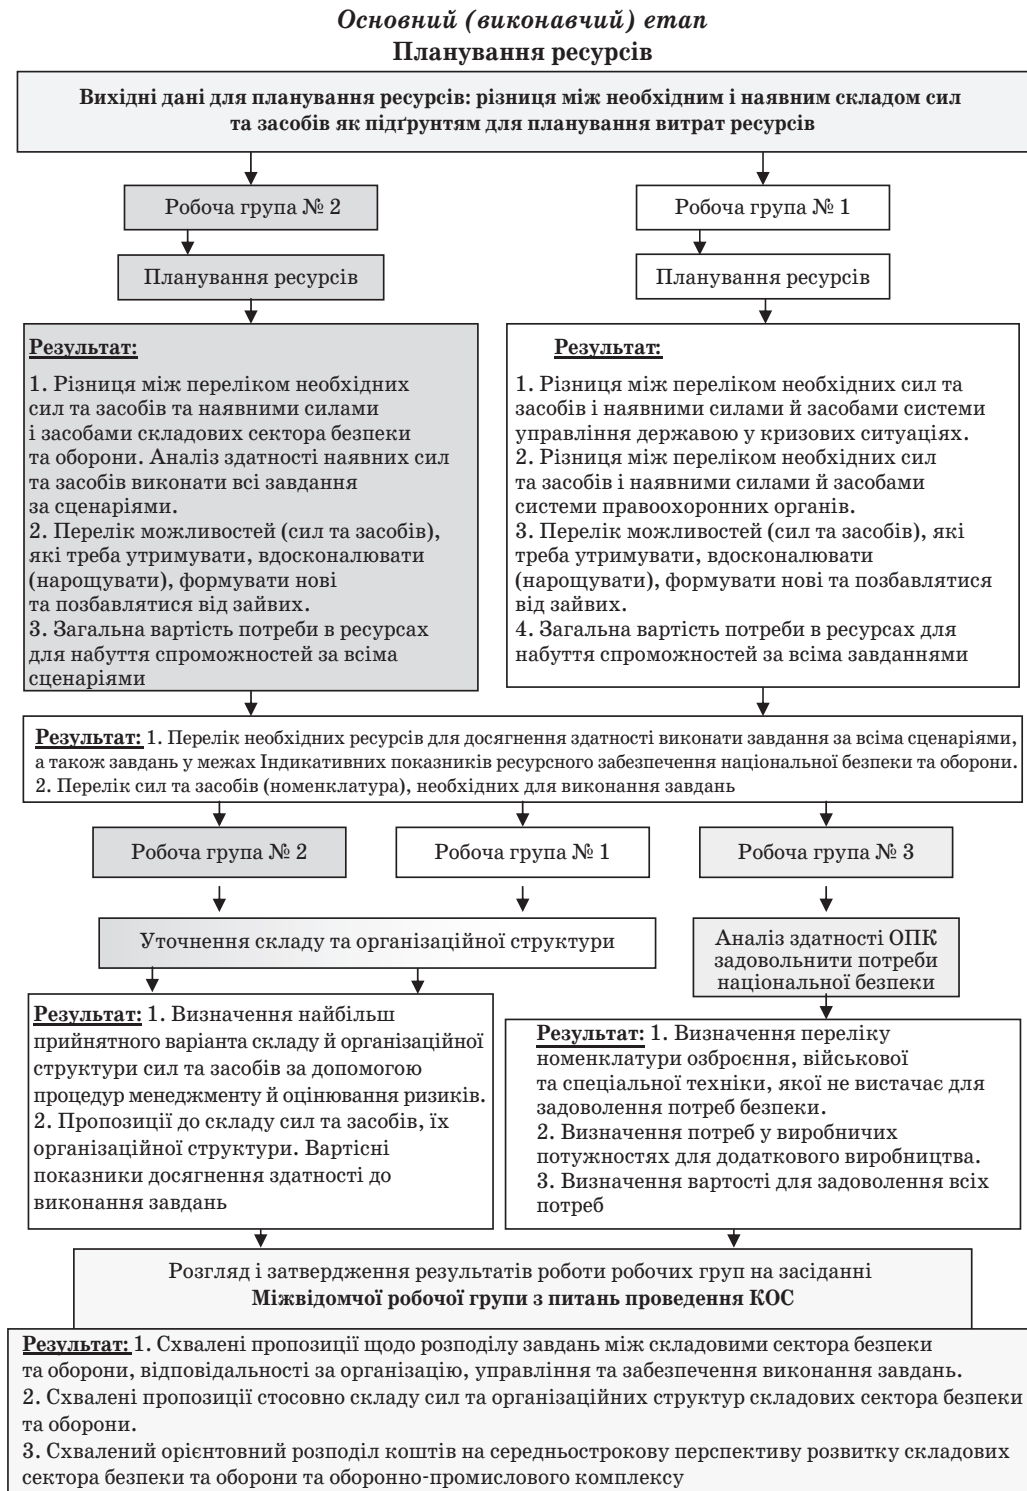 Основний (виконавчий) етап
Планування ресурсів
Вихідні дані для планування ресурсів: різниця між необхідним і наявним складом сил
та засобів як підґрунтям для планування витрат ресурсів
Робоча група № 2
Планування ресурсів
Результат:
1. Різниця між переліком необхідних
сил та засобів та наявними силами
і засобами складових сектора безпеки
та оборони. Аналіз здатності наявних сил
та засобів виконати всі завдання
за сценаріями.
2. Перелік можливостей (сил та засобів),
які треба утримувати, вдосконалювати
(нарощувати), формувати нові
та позбавлятися від зайвих.
3. Загальна вартість потреби в ресурсах
для набуття спроможностей за всіма
сценаріями
Робоча група № 1
Планування ресурсів
Результат:
1. Різниця між переліком необхідних сил та
засобів і наявними силами й засобами системи
управління державою у кризових ситуаціях.
2. Різниця між переліком необхідних сил
та засобів і наявними силами й засобами
системи правоохоронних органів.
3. Перелік можливостей (сил та засобів), які
треба утримувати, вдосконалювати
(нарощувати), формувати нові та позбавлятися
від зайвих.
4. Загальна вартість потреби в ресурсах для
набуття спроможностей за всіма завданнями
Результат: 1. Перелік необхідних ресурсів для досягнення здатності виконати завдання за всіма сценаріями,
а також завдань у межах Індикативних показників ресурсного забезпечення національної безпеки та оборони.
2. Перелік сил та засобів (номенклатура), необхідних для виконання завдань
Робоча група № 2
Робоча група № 1
Робоча група № 3
Уточнення складу та організаційної структури
Аналіз здатності ОПК
задовольнити потреби
національної безпеки
Результат: 1. Визначення найбільш
прийнятного варіанта складу й організаційної
структури сил та засобів за допомогою
процедур менеджменту й оцінювання ризиків.
2. Пропозиції до складу сил та засобів, їх
організаційної структури. Вартісні
показники досягнення здатності до
виконання завдань
Результат: 1. Визначення переліку
номенклатури озброєння, військової
та спеціальної техніки, якої не вистачає для
задоволення потреб безпеки.
2. Визначення потреб у виробничих
потужностях для додаткового виробництва.
3. Визначення вартості для задоволення всіх
потреб
Розгляд і затвердження результатів роботи робочих груп на засіданні
Міжвідомчої робочої групи з питань проведення КОС
Результат: 1. Схвалені пропозиції щодо розподілу завдань між складовими сектора безпеки
та оборони, відповідальності за організацію, управління та забезпечення виконання завдань.
2. Схвалені пропозиції стосовно складу сил та організаційних структур складових сектора безпеки
та оборони.
3. Схвалений орієнтовний розподіл коштів на середньострокову перспективу розвитку складових
сектора безпеки та оборони та оборонно-промислового комплексу